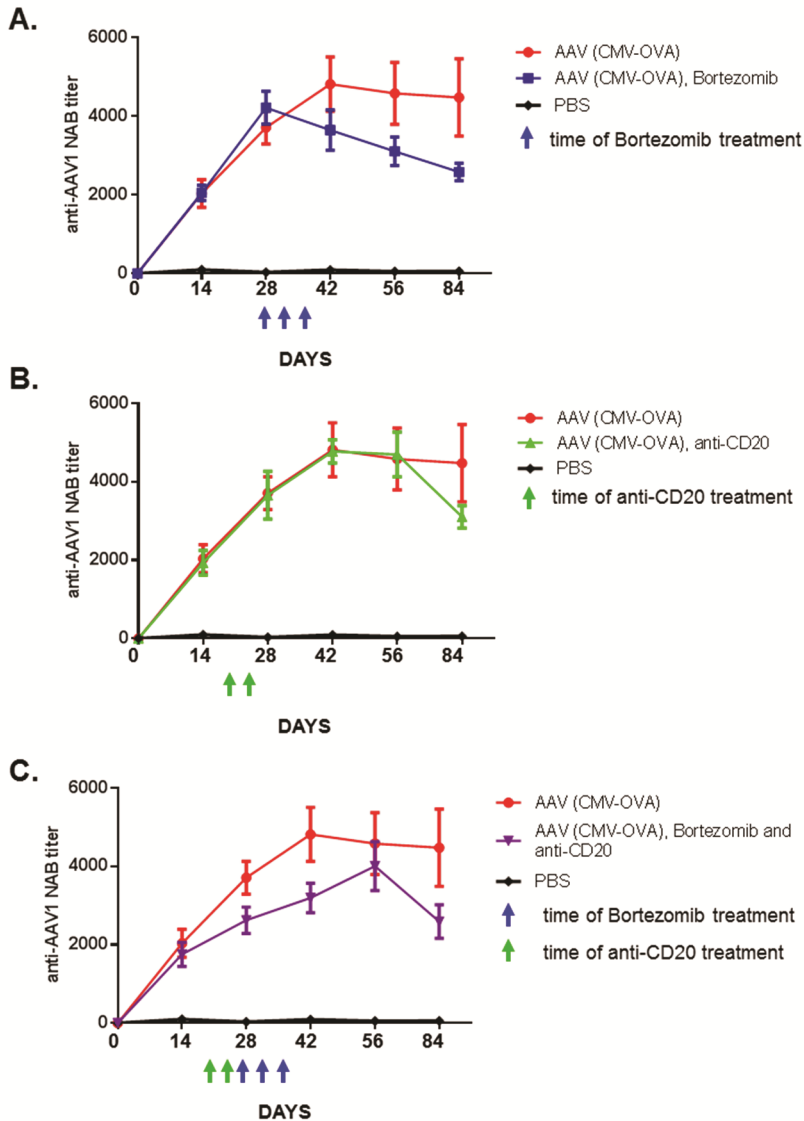 A.
6000
4000
2000
0
anti-AAV1 NAB titer
0 14 28 42 56 84
DAYS
AAV (CMV-OVA)
AAV (CMV-OVA), Bortezomib
PBS
time of Bortezomib treatment
B.
6000
4000
2000
0
anti-AAV1 NAB titer
0 14 28 42 56 84
DAYS
AAV (CMV-OVA)
AAV (CMV-OVA), anti-CD20
PBS
time of anti-CD20 treatment
C.
6000
4000
2000
0
anti-AAV1 NAB titer
0 14 28 42 56 84
DAYS
AAV (CMV-OVA)
AAV (CMV-OVA), Bortezomib and
anti-CD20
PBS
time of Bortezomib treatment
time of anti-CD20 treatment